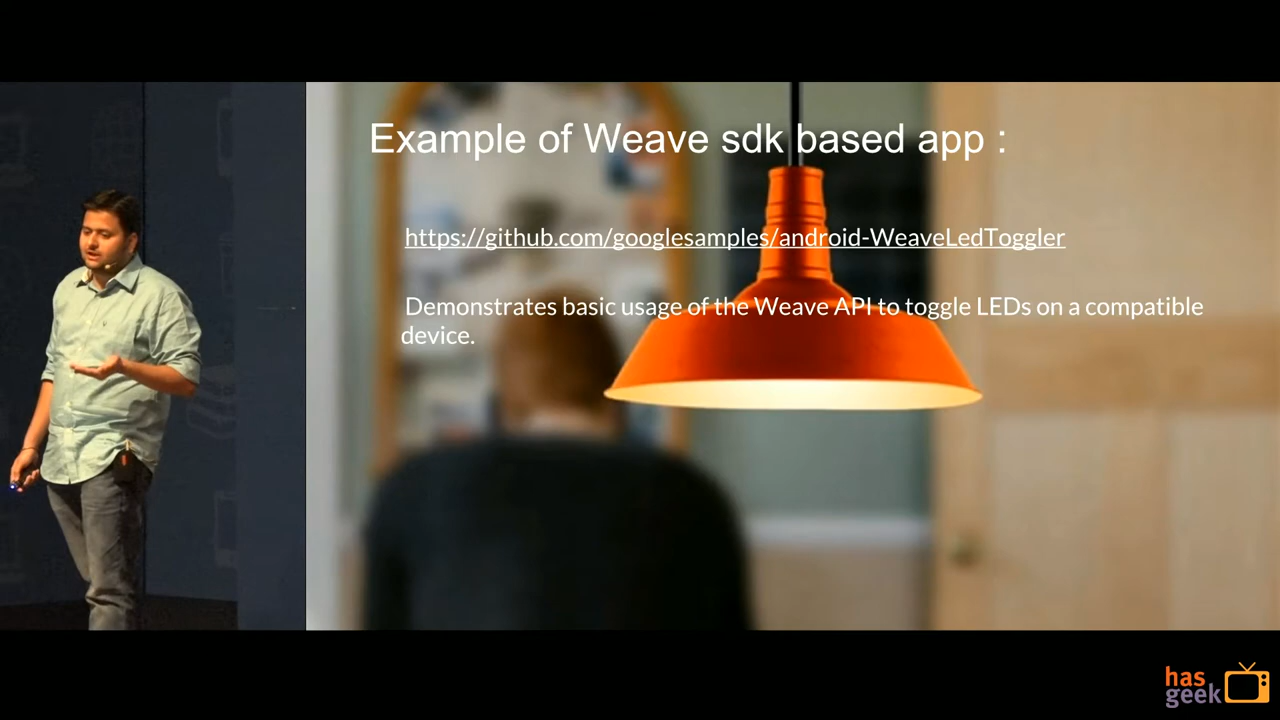 Example of Weave sdk based app :
https://github.com/googlesamples/android-WeaveLedToggler
Demonstrates basic usage of the Weave API to toggle LEDs on a compatible
device.
has
geek